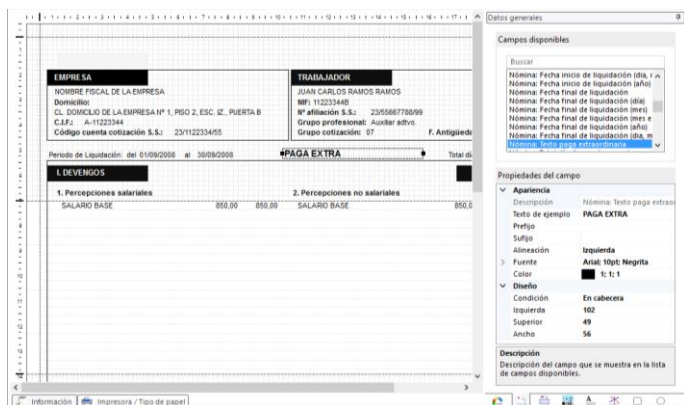 Datos generales
Campos disponibles
Buscar
Nómina: Fecha inicio de liquidación (día,
Nómina: Fecha inicio de liquidación (año)
Nómina: Fecha final de liquidación
Nómina: Fecha final de liquidación (día)
Nómina: Fecha final de liquidación (mes)
Nómina: Fecha final de liquidación (mes e
Nómina: Fecha final de liquidación (año)
Nómina: Fecha final de liquidación (día, m
Nómina: Texto paga extraordinaria
EMPRESA
NOMBRE FISCAL DE LA EMPRESA
Domicilio:
CL. DOMICILIO DE LA EMPRESA Nº 1, PISO 2, ESC. IZ., PUERTA B
C.I.F.: A-11223344
Código cuenta cotización S.S.: 23/1122334/55
TRABAJADOR
JUAN CARLOS RAMOS RAMOS
NIF: 11223344B
Nº afiliación S.S.: 23/55667788/99
Grupo profesional: Auxiliar adtvo.
Grupo cotización: 07 F. Antigüeda
Periodo de Liquidación: del 01/09/2008 al 30/09/2008 PAGA EXTRA Total dí
I. DEVENGOS
1. Percepciones salariales 2. Percepciones no salariales
SALARIO BASE 850,00 850,00 SALARIO BASE 850,0
Propiedades del campo
Apariencia
Descripción Nómina: Texto paga extraor
Texto de ejemplo PAGA EXTRA
Prefijo
Sufijo
Alineación Izquierda
Fuente Arial; 10pt; Negrita
Color 1; 1; 1
Diseño
Condición En cabecera
Izquierda 102
Superior 49
Ancho 56
Descripción
Descripción del campo que se muestra en la lista
de campos disponibles.
Información Impresora / Tipo de papel